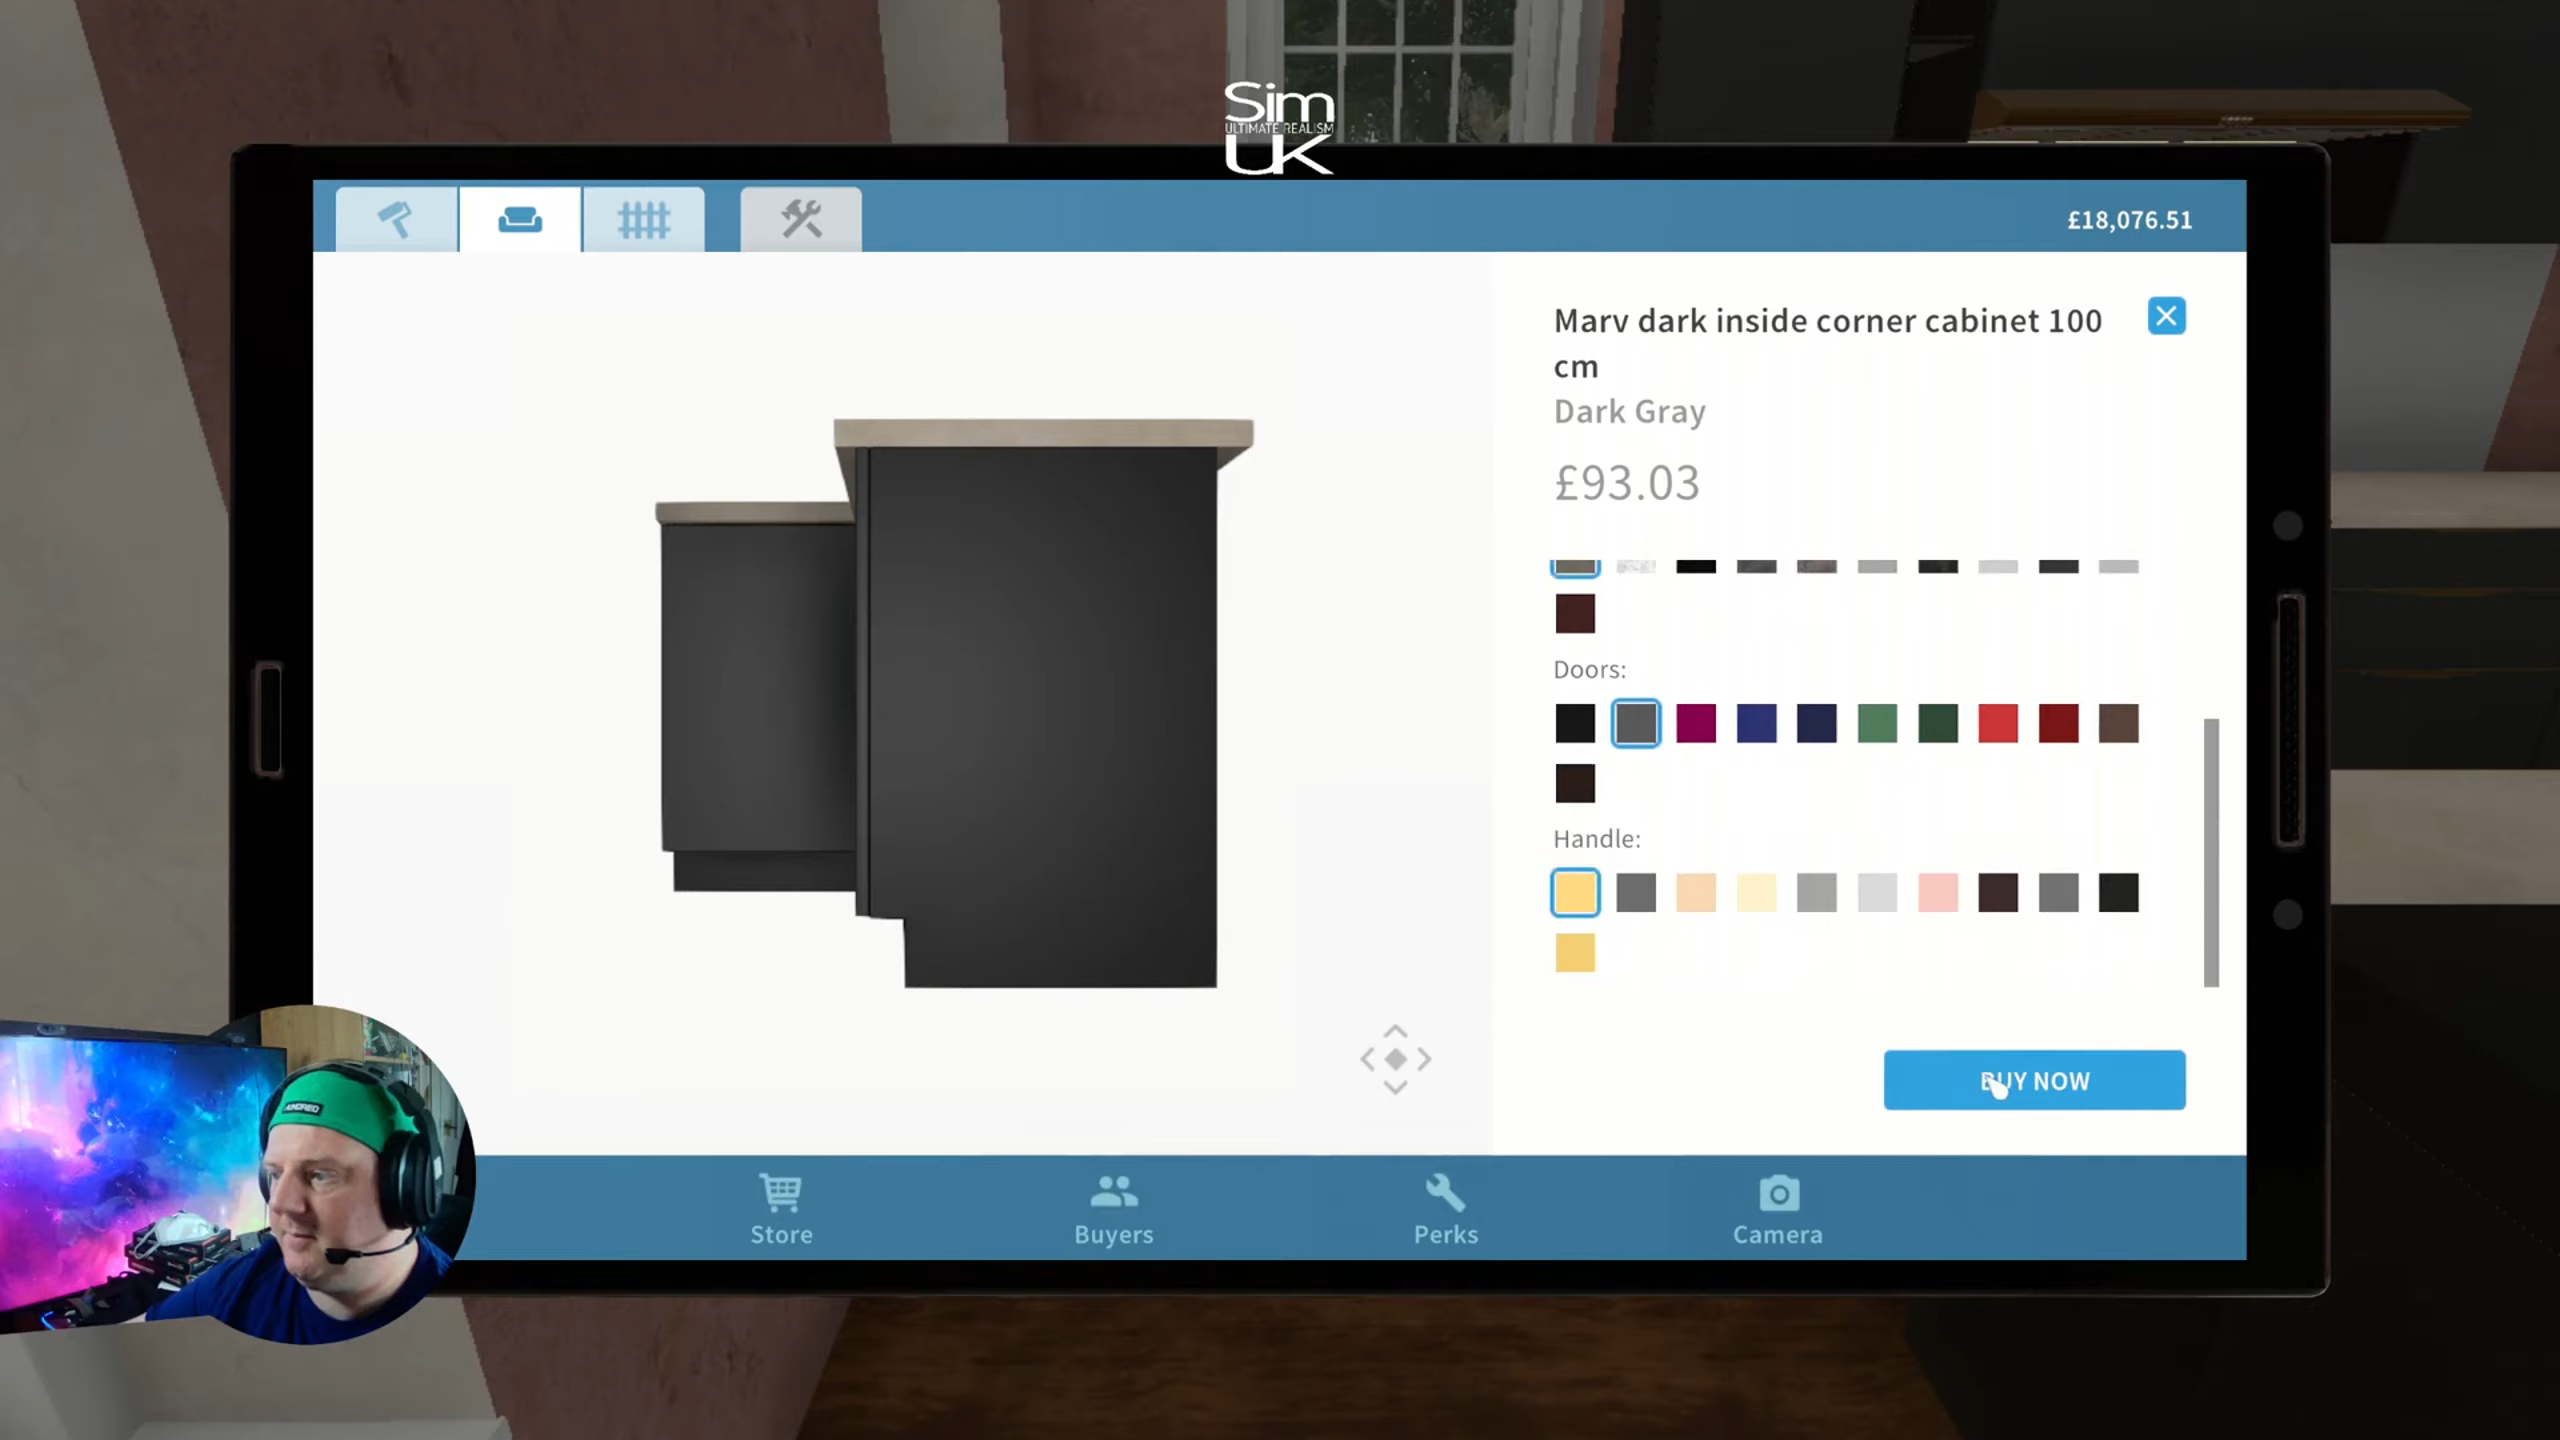 Sim
ULTIMATE REALISM
UK
£18,076.51
Marv dark inside corner cabinet 100
cm
Dark Gray
£93.03
Doors:
Handle:
BUY NOW
Store
Buyers
Perks
Camera